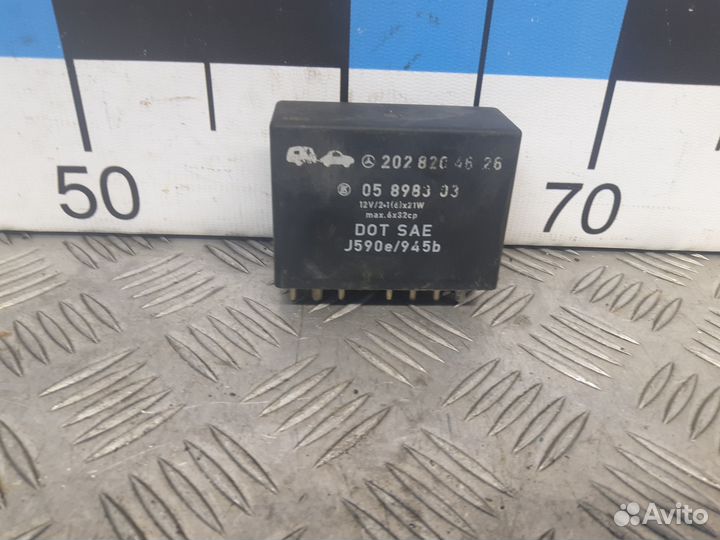 50
70
202 820 46 26
05 8983 03
12V/2+1(6)x21W
max.6x32cp
DOT SAE
J590e/945b
Avito